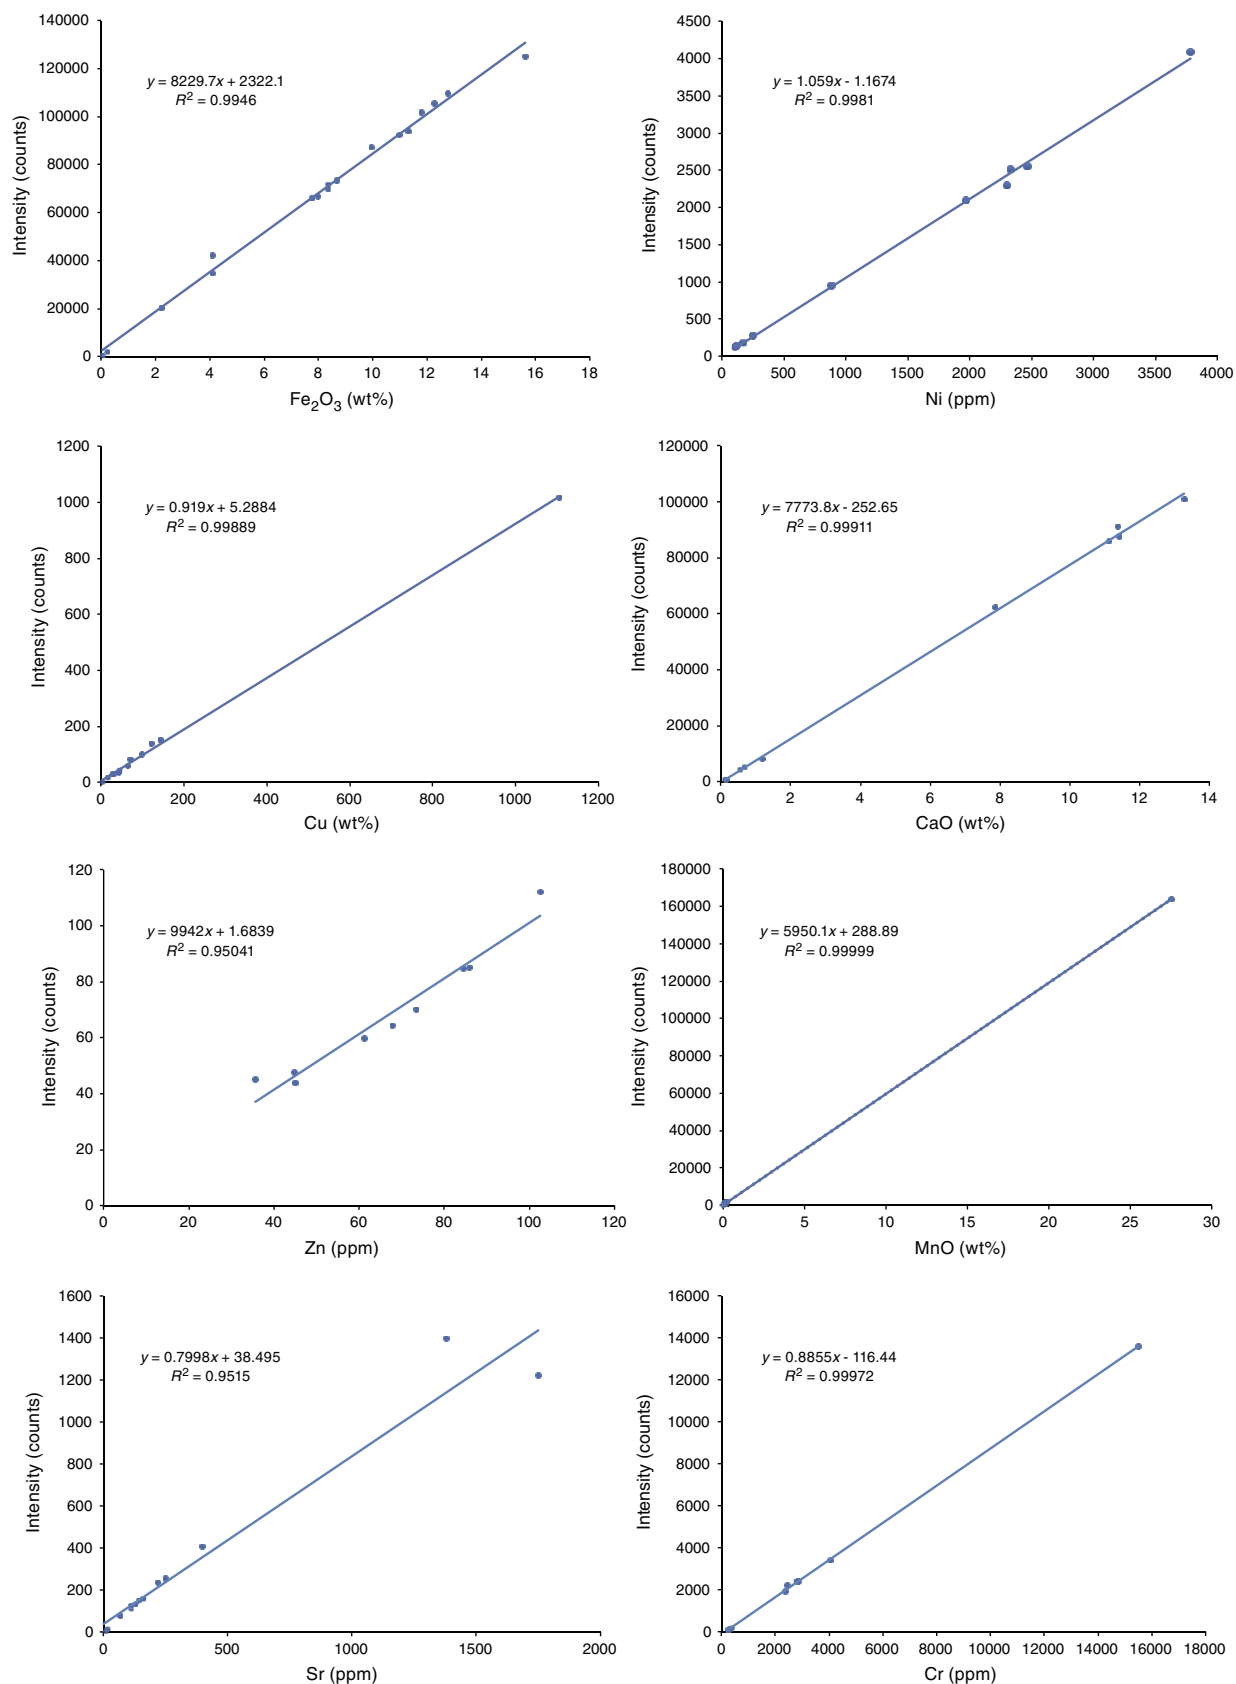 140000
120000
100000
80000
60000
40000
20000
0
Intensity (counts)
y = 8229.7x + 2322.1
R² = 0.9946
0 2 4 6 8 10 12 14 16 18
Fe₂O₃ (wt%)
4500
4000
3500
3000
2500
2000
1500
1000
500
0
Intensity (counts)
y = 1.059x - 1.1674
R² = 0.9981
0 500 1000 1500 2000 2500 3000 3500 4000
Ni (ppm)
1200
1000
800
600
400
200
0
Intensity (counts)
y = 0.919x + 5.2884
R² = 0.99889
0 200 400 600 800 1000 1200
Cu (wt%)
120000
100000
80000
60000
40000
20000
0
Intensity (counts)
y = 7773.8x - 252.65
R² = 0.99911
0 2 4 6 8 10 12 14
CaO (wt%)
120
100
80
60
40
20
0
Intensity (counts)
y = 9942x + 1.6839
R² = 0.95041
0 20 40 60 80 100 120
Zn (ppm)
180000
160000
140000
120000
100000
80000
60000
40000
20000
0
Intensity (counts)
y = 5950.1x + 288.89
R² = 0.99999
0 5 10 15 20 25 30
MnO (wt%)
1600
1400
1200
1000
800
600
400
200
0
Intensity (counts)
y = 0.7998x + 38.495
R² = 0.9515
0 500 1000 1500 2000
Sr (ppm)
16000
14000
12000
10000
8000
6000
4000
2000
0
Intensity (counts)
y = 0.8855x - 116.44
R² = 0.99972
0 2000 4000 6000 8000 10000 12000 14000 16000 18000
Cr (ppm)